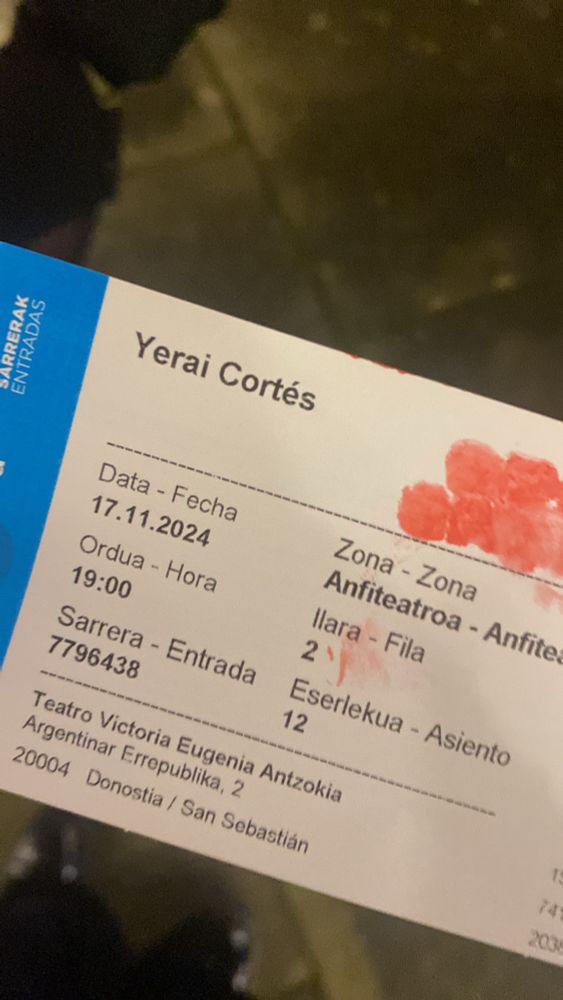 SARRERAK
ENTRADAS
Yerai Cortés
Data - Fecha
17.11.2024
Ordua - Hora
19:00
Sarrera - Entrada
7796438
Zona - Zona
Anfiteatroa - Anfitea
Ilara - Fila
2
Eserlekua - Asiento
12
Teatro Victoria Eugenia Antzokia
Argentinar Errepublika, 2
20004 Donostia / San Sebastián